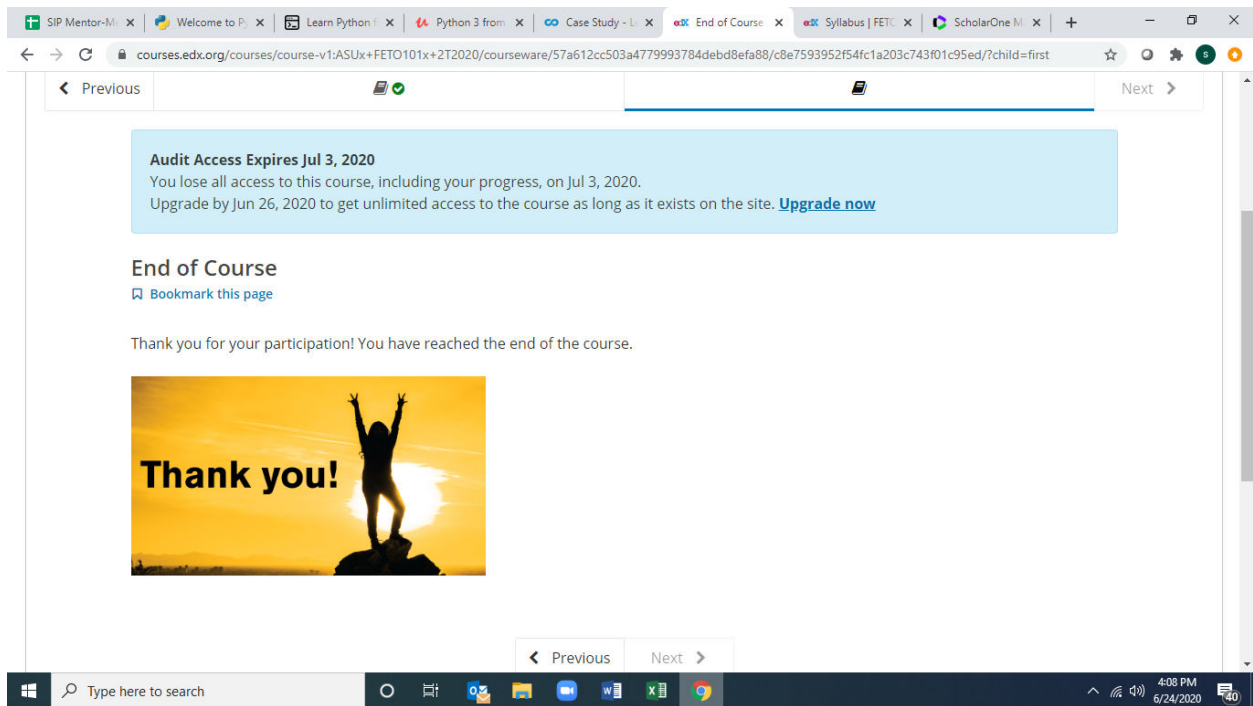 SIP Mentor-M
Welcome to Py
Learn Python f
Python 3 from
Case Study - L
End of Course
Syllabus | FETO
ScholarOne M
courses.edx.org/courses/course-v1:ASUx+FETO101x+2T2020/courseware/57a612cc503a4779993784debd8efa88/c8e7593952f54fc1a203c743f01c95ed/?child=first
S
Previous
Next
Audit Access Expires Jul 3, 2020
You lose all access to this course, including your progress, on Jul 3, 2020.
Upgrade by Jun 26, 2020 to get unlimited access to the course as long as it exists on the site. Upgrade now
End of Course
Bookmark this page
Thank you for your participation! You have reached the end of the course.
Thank you!
Previous Next
Type here to search
4:08 PM
6/24/2020
40